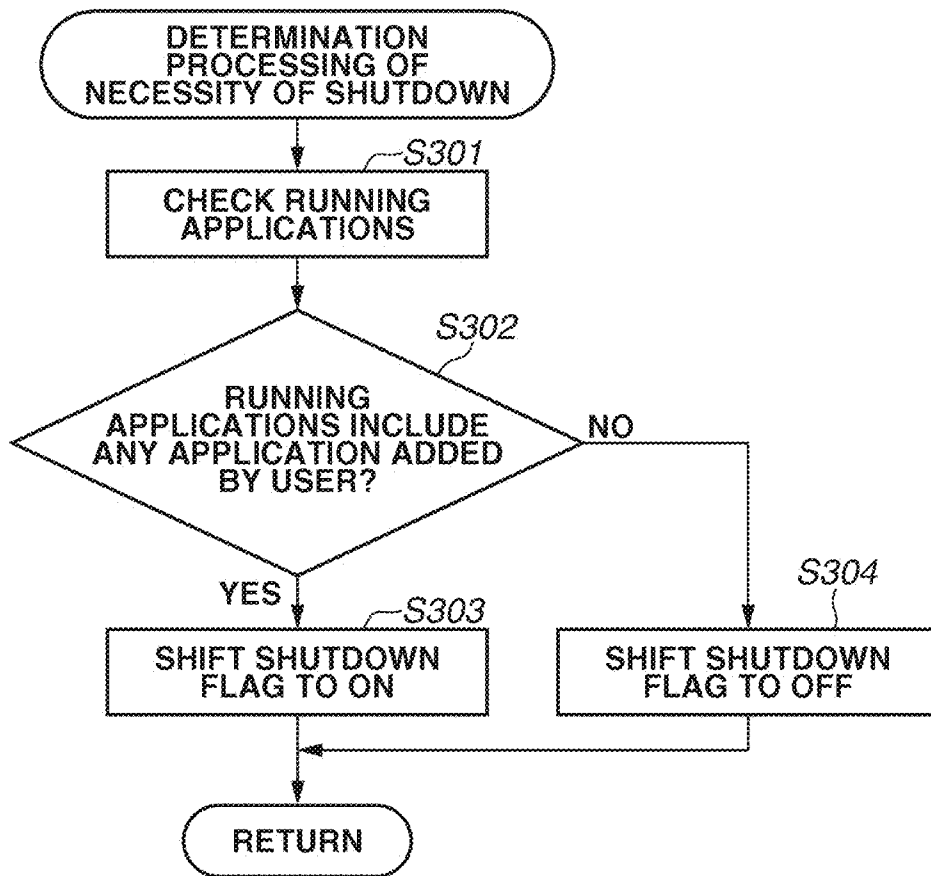 DETERMINATION
PROCESSING OF
NECESSITY OF SHUTDOWN
S301
CHECK RUNNING
APPLICATIONS
S302
RUNNING
APPLICATIONS INCLUDE
ANY APPLICATION ADDED
BY USER?
NO
YES
S303
SHIFT SHUTDOWN
FLAG TO ON
S304
SHIFT SHUTDOWN
FLAG TO OFF
RETURN